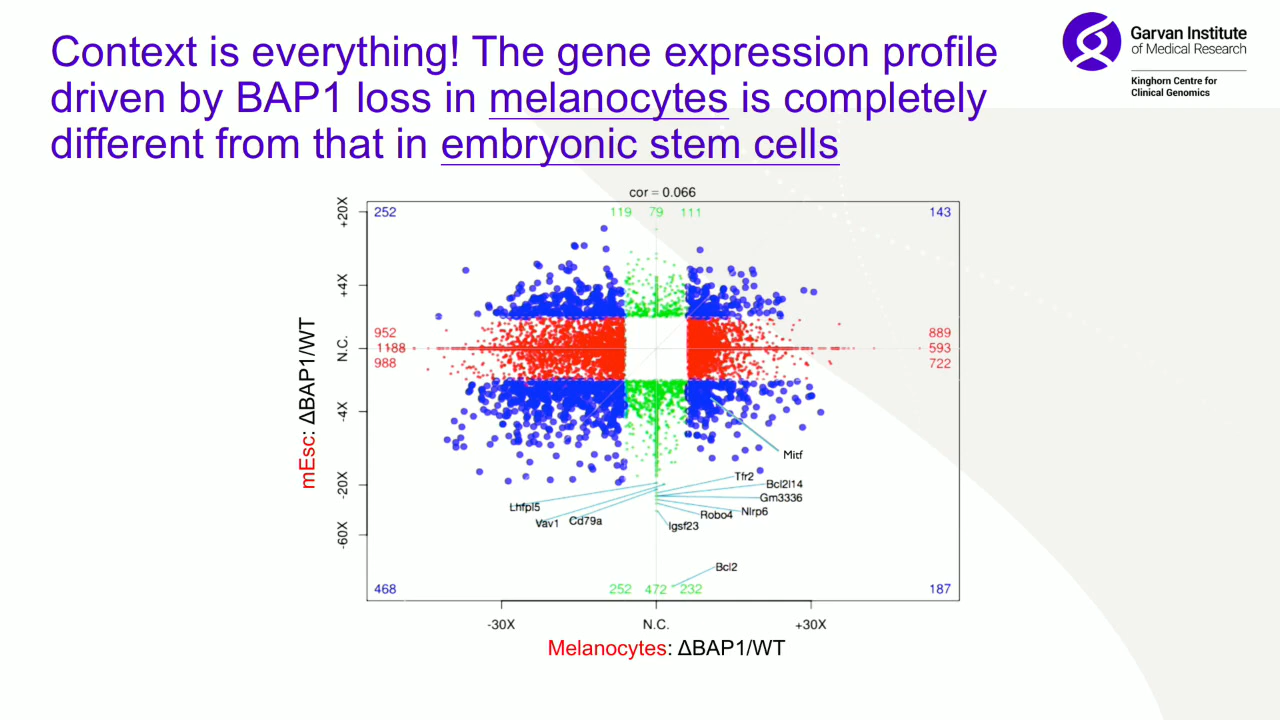 Context is everything! The gene expression profile
driven by BAP1 loss in melanocytes is completely
different from that in embryonic stem cells
Garvan Institute
of Medical Research
Kinghorn Centre for
Clinical Genomics
cor = 0.066
252 119 79 111 143
+20X
+4X
N.C.
-4X
-20X
-60X
mEsc: ΔBAP1/WT
952 889
1188 593
988 722
Mitf
Tfr2
Bcl2l14
Gm3336
Lhfpl5
Nlrp6
Robo4
Vav1 Cd79a
Igsf23
Bcl2
468 252 472 232 187
-30X N.C. +30X
Melanocytes: ΔBAP1/WT